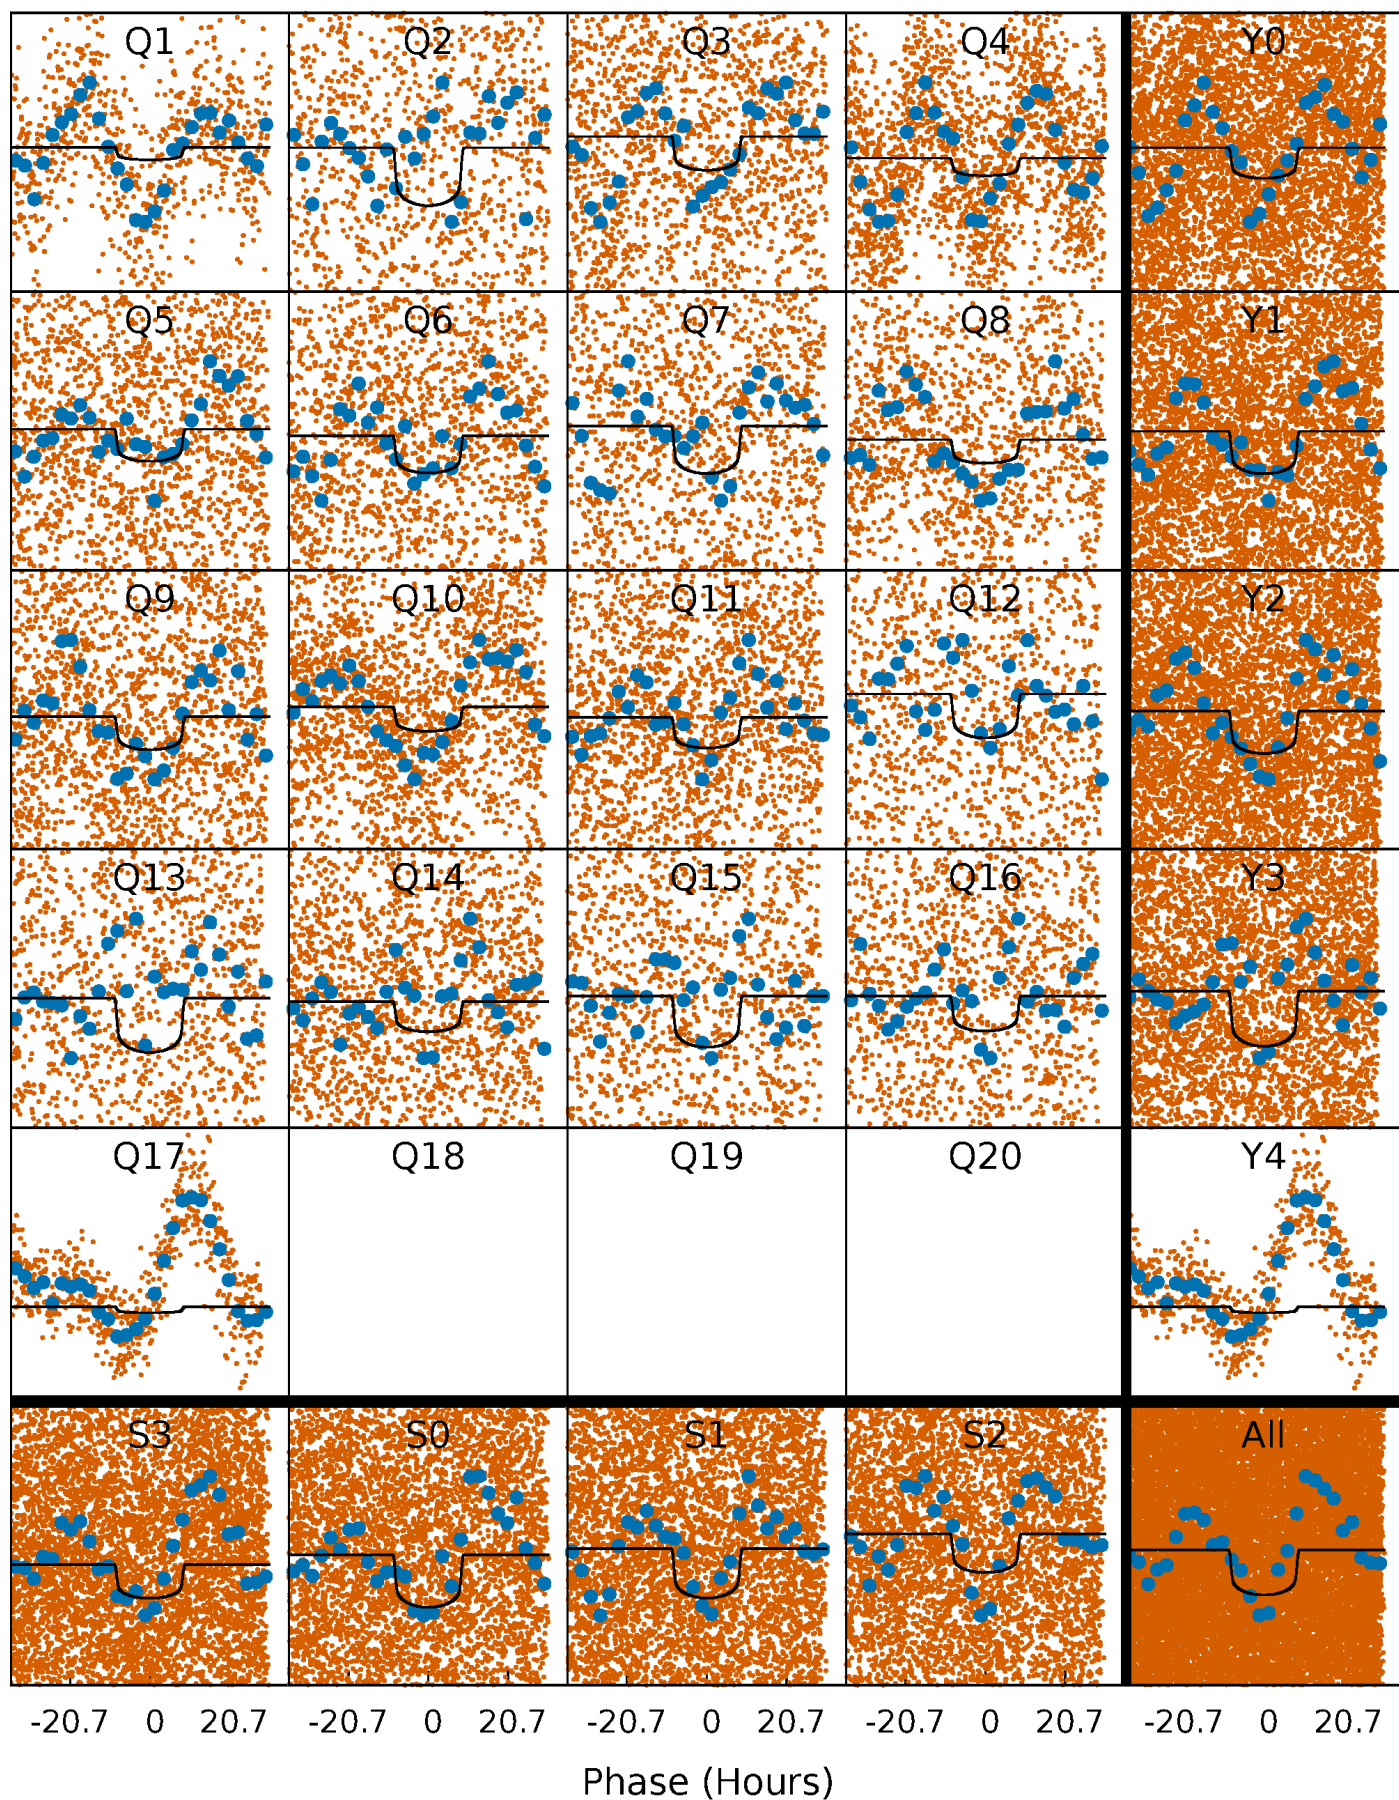 Q1 Q2 Q3 Q4 Y0
Q5 Q6 Q7 Q8 Y1
Q9 Q10 Q11 Q12 Y2
Q13 Q14 Q15 Q16 Y3
Q17 Q18 Q19 Q20 Y4
S3 S0 S1 S2 All
-20.7 0 20.7 -20.7 0 20.7 -20.7 0 20.7 -20.7 0 20.7 -20.7 0 20.7
Phase (Hours)